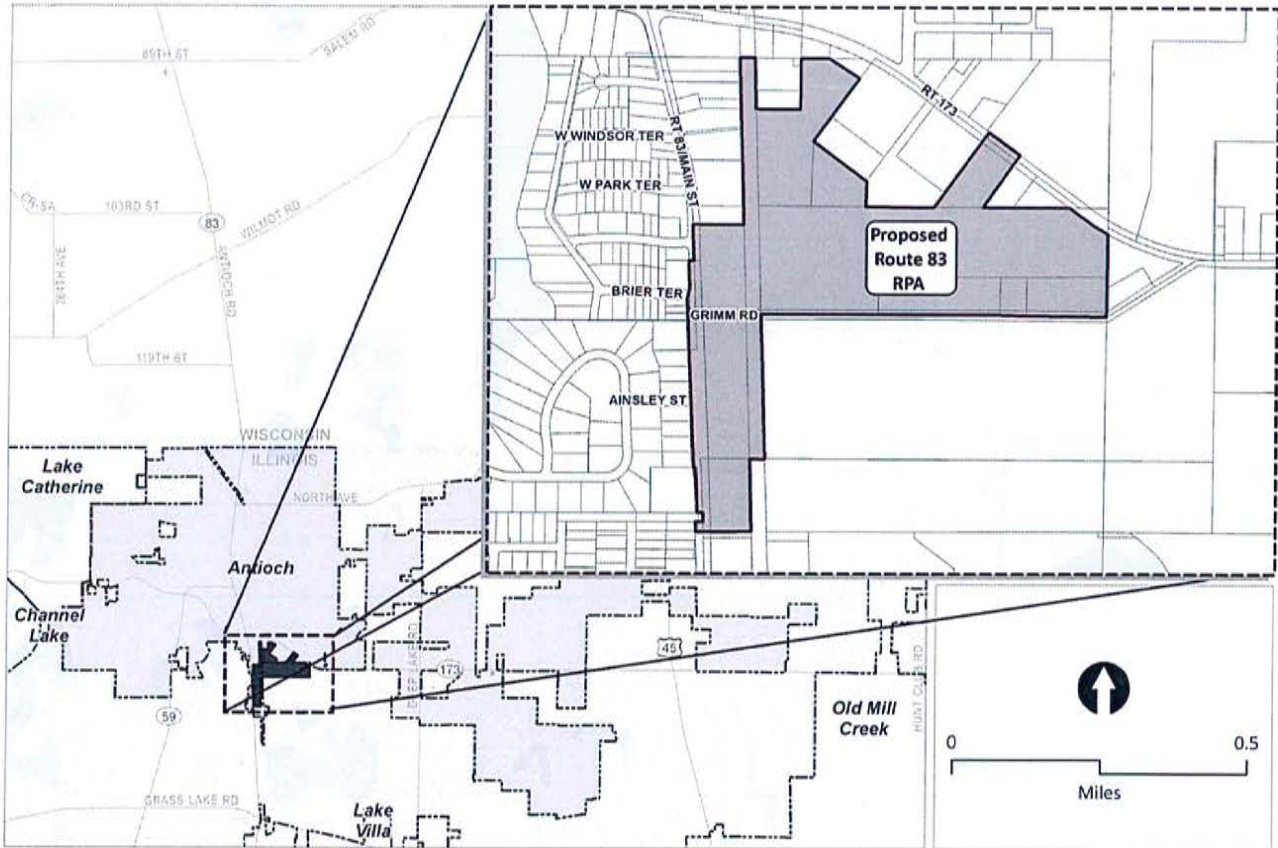 89TH ST
SALEM RD
CR-SA
103RD ST
83
WILMOT RD
264TH AVE
ANTIOCH RD
119TH ST
WISCONSIN
ILLINOIS
Lake
Catherine
NORTH AVE
Antioch
Channel
Lake
59
DEEP LAKE RD
173
45
Old Mill
Creek
HUNT CLUB RD
GRASS LAKE RD
Lake
Villa
RT 173
W WINDSOR TER
RT 83/MAIN ST
W PARK TER
Proposed
Route 83
RPA
BRIER TER
GRIMM RD
AINSLEY ST
0
0.5
Miles